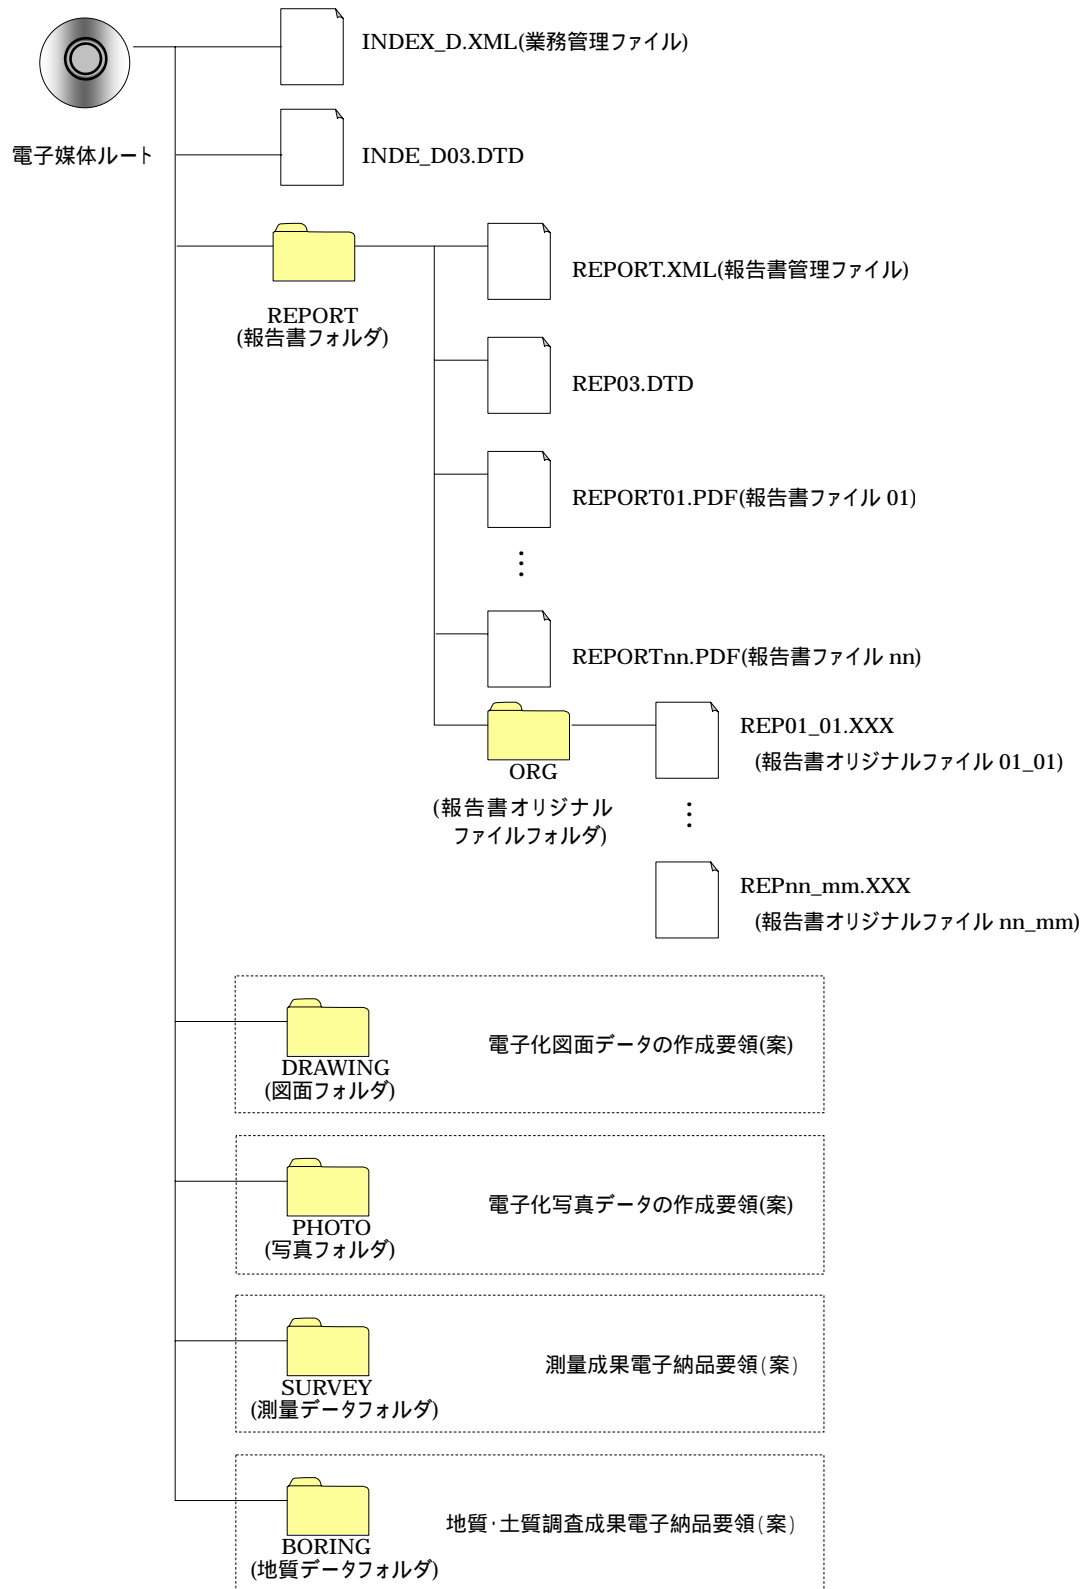 INDEX_D.XML(業務管理ファイル)
電子媒体ルート
INDE_D03.DTD
REPORT
(報告書フォルダ)
REPORT.XML(報告書管理ファイル)
REP03.DTD
REPORT01.PDF(報告書ファイル 01)
⋮
REPORTnn.PDF(報告書ファイル nn)
ORG
(報告書オリジナル
ファイルフォルダ)
REP01_01.XXX
(報告書オリジナルファイル 01_01)
⋮
REPnn_mm.XXX
(報告書オリジナルファイル nn_mm)
DRAWING
(図面フォルダ)
電子化図面データの作成要領(案)
PHOTO
(写真フォルダ)
電子化写真データの作成要領(案)
SURVEY
(測量データフォルダ)
測量成果電子納品要領(案)
BORING
(地質データフォルダ)
地質・土質調査成果電子納品要領(案)